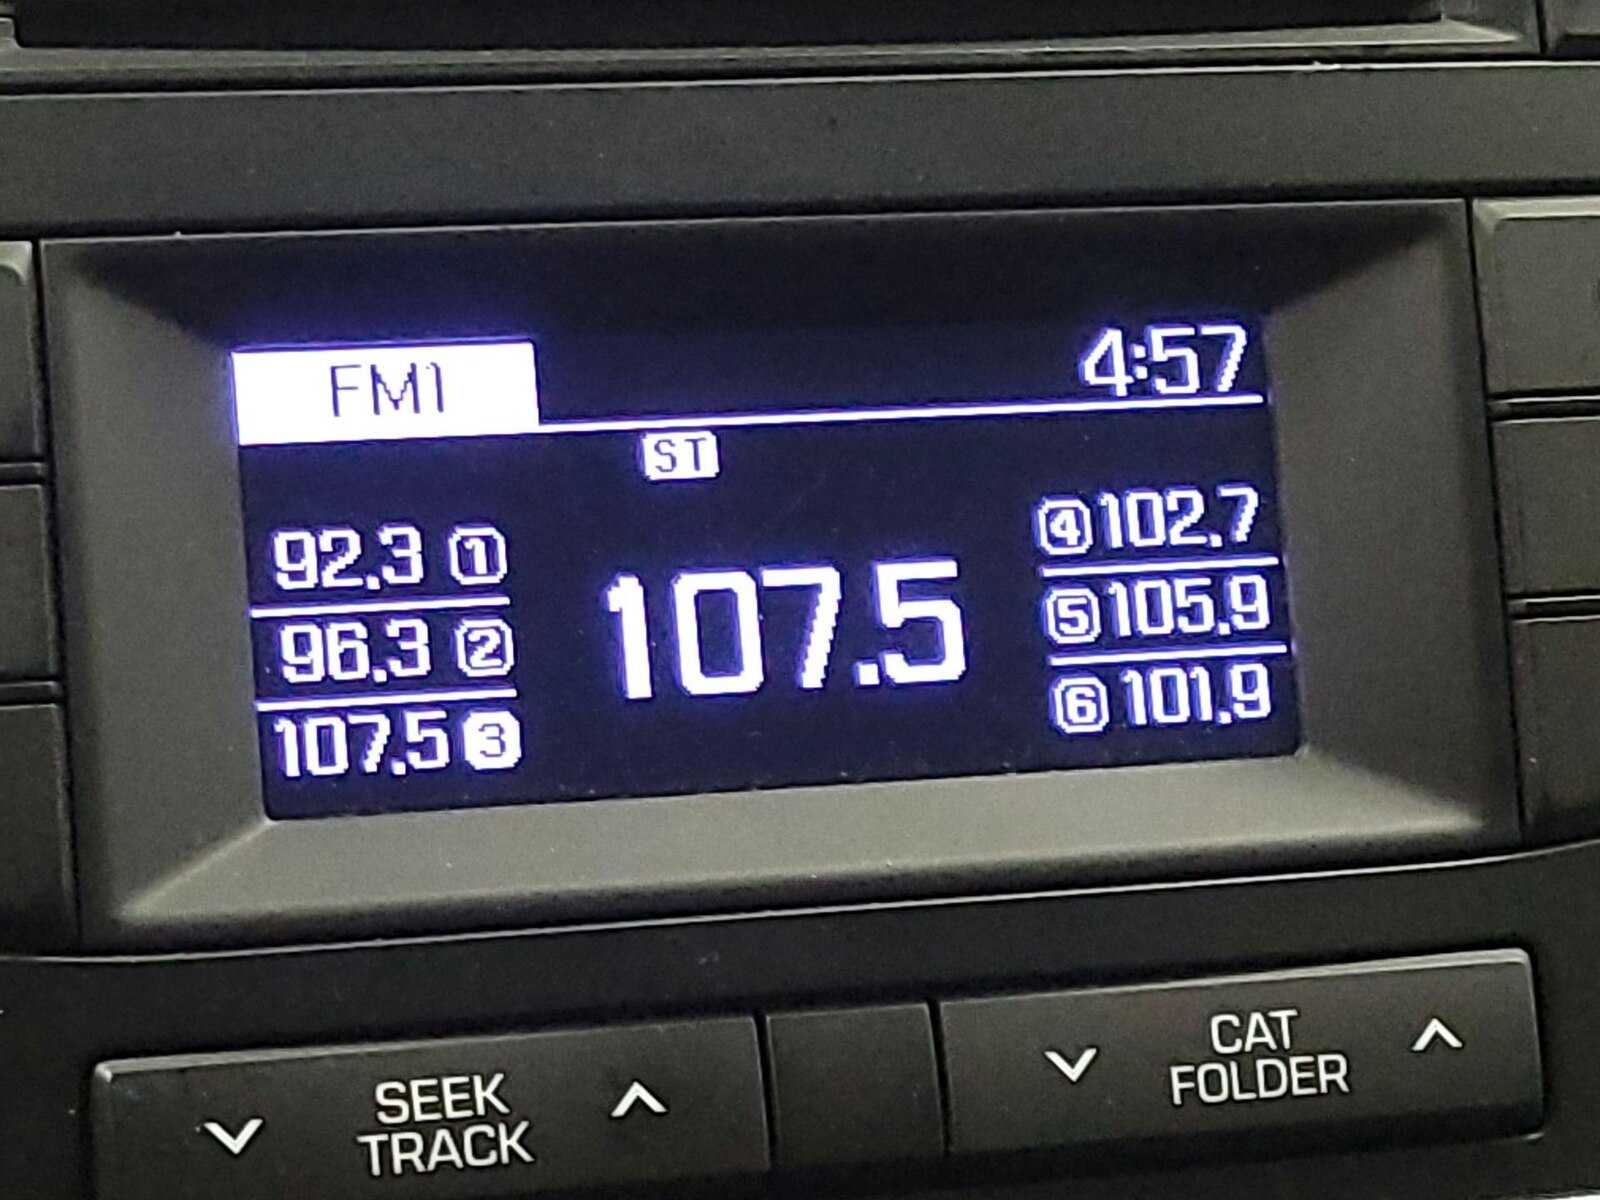 FM1 4:57
ST
92.3 1
96.3 2
107.5 3
107.5
4 102.7
5 105.9
6 101.9
SEEK
TRACK
CAT
FOLDER